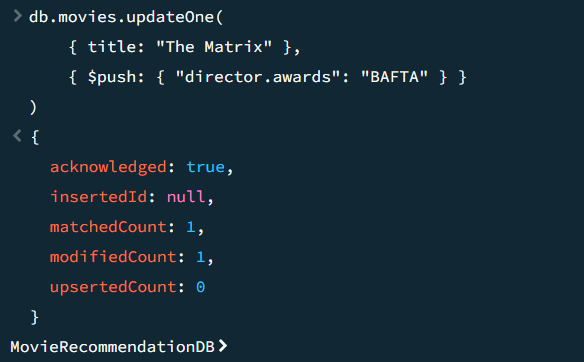 > db.movies.updateOne(
    { title: "The Matrix" },
    { $push: { "director.awards": "BAFTA" } }
)
< {
  acknowledged: true,
  insertedId: null,
  matchedCount: 1,
  modifiedCount: 1,
  upsertedCount: 0
}
MovieRecommendationDB>